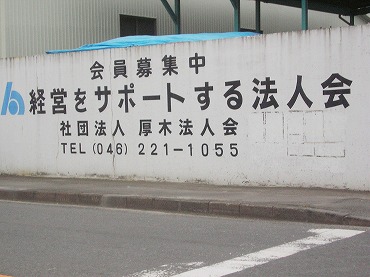 会員募集中
経営をサポートする法人会
社団法人 厚木法人会
TEL (046) 221-1055